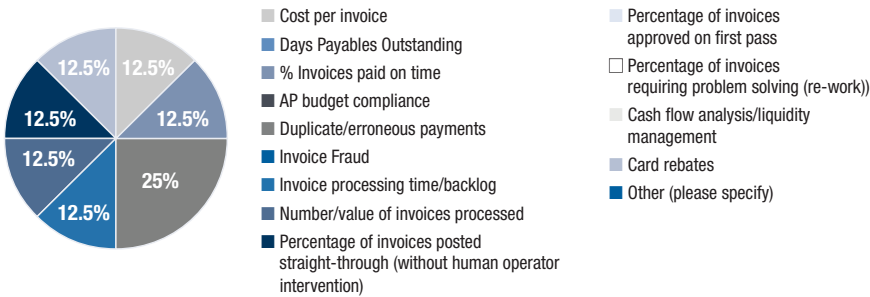 12.5%
12.5%
12.5%
12.5%
12.5%
25%
12.5%
Cost per invoice
Days Payables Outstanding
% Invoices paid on time
AP budget compliance
Duplicate/erroneous payments
Invoice Fraud
Invoice processing time/backlog
Number/value of invoices processed
Percentage of invoices posted
straight-through (without human operator
intervention)
Percentage of invoices
approved on first pass
Percentage of invoices
requiring problem solving (re-work))
Cash flow analysis/liquidity
management
Card rebates
Other (please specify)